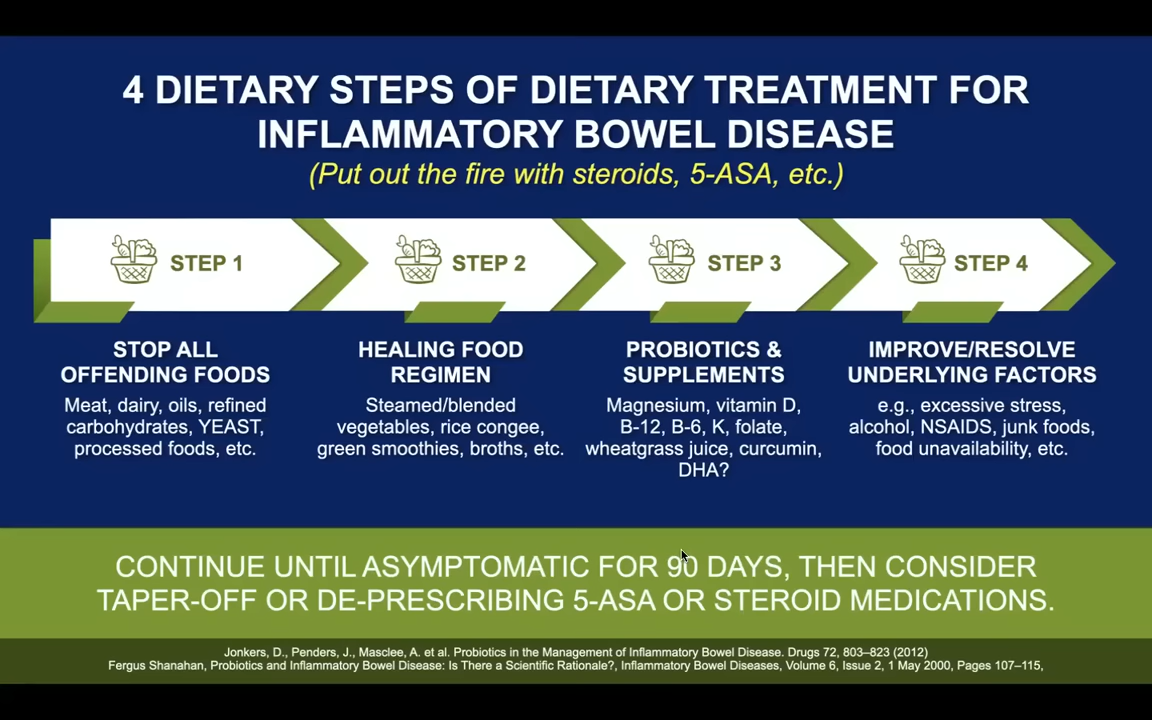 4 DIETARY STEPS OF DIETARY TREATMENT FOR
INFLAMMATORY BOWEL DISEASE
(Put out the fire with steroids, 5-ASA, etc.)
STEP 1
STEP 2
STEP 3
STEP 4
STOP ALL
OFFENDING FOODS
Meat, dairy, oils, refined
carbohydrates, YEAST,
processed foods, etc.
HEALING FOOD
REGIMEN
Steamed/blended
vegetables, rice congee,
green smoothies, broths, etc.
PROBIOTICS &
SUPPLEMENTS
Magnesium, vitamin D,
B-12, B-6, K, folate,
wheatgrass juice, curcumin,
DHA?
IMPROVE/RESOLVE
UNDERLYING FACTORS
e.g., excessive stress,
alcohol, NSAIDS, junk foods,
food unavailability, etc.
CONTINUE UNTIL ASYMPTOMATIC FOR 90 DAYS, THEN CONSIDER
TAPER-OFF OR DE-PRESCRIBING 5-ASA OR STEROID MEDICATIONS.
Jonkers, D., Penders, J., Masclee, A. et al. Probiotics in the Management of Inflammatory Bowel Disease. Drugs 72, 803–823 (2012)
Fergus Shanahan, Probiotics and Inflammatory Bowel Disease: Is There a Scientific Rationale?, Inflammatory Bowel Diseases, Volume 6, Issue 2, 1 May 2000, Pages 107–115,